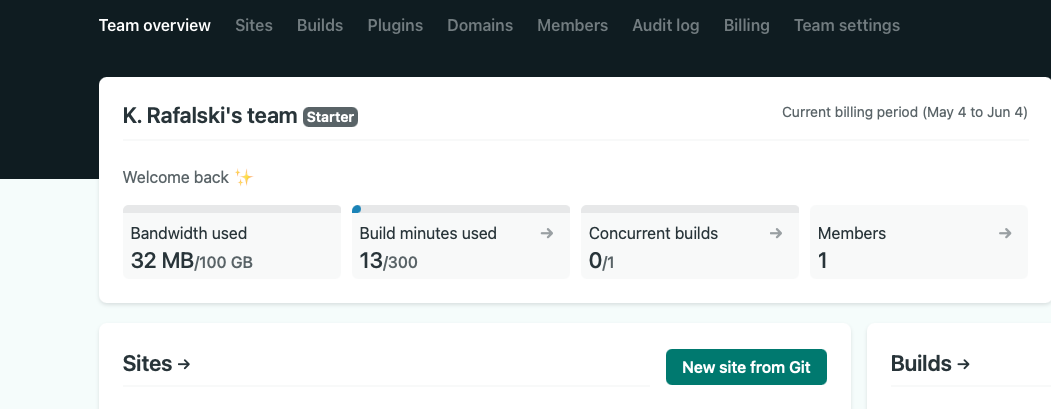 Team overview Sites Builds Plugins Domains Members Audit log Billing Team settings
K. Rafalski's team Starter
Current billing period (May 4 to Jun 4)
Welcome back ✨
Bandwidth used
32 MB/100 GB
Build minutes used →
13/300
Concurrent builds →
0/1
Members →
1
Sites →
New site from Git
Builds →